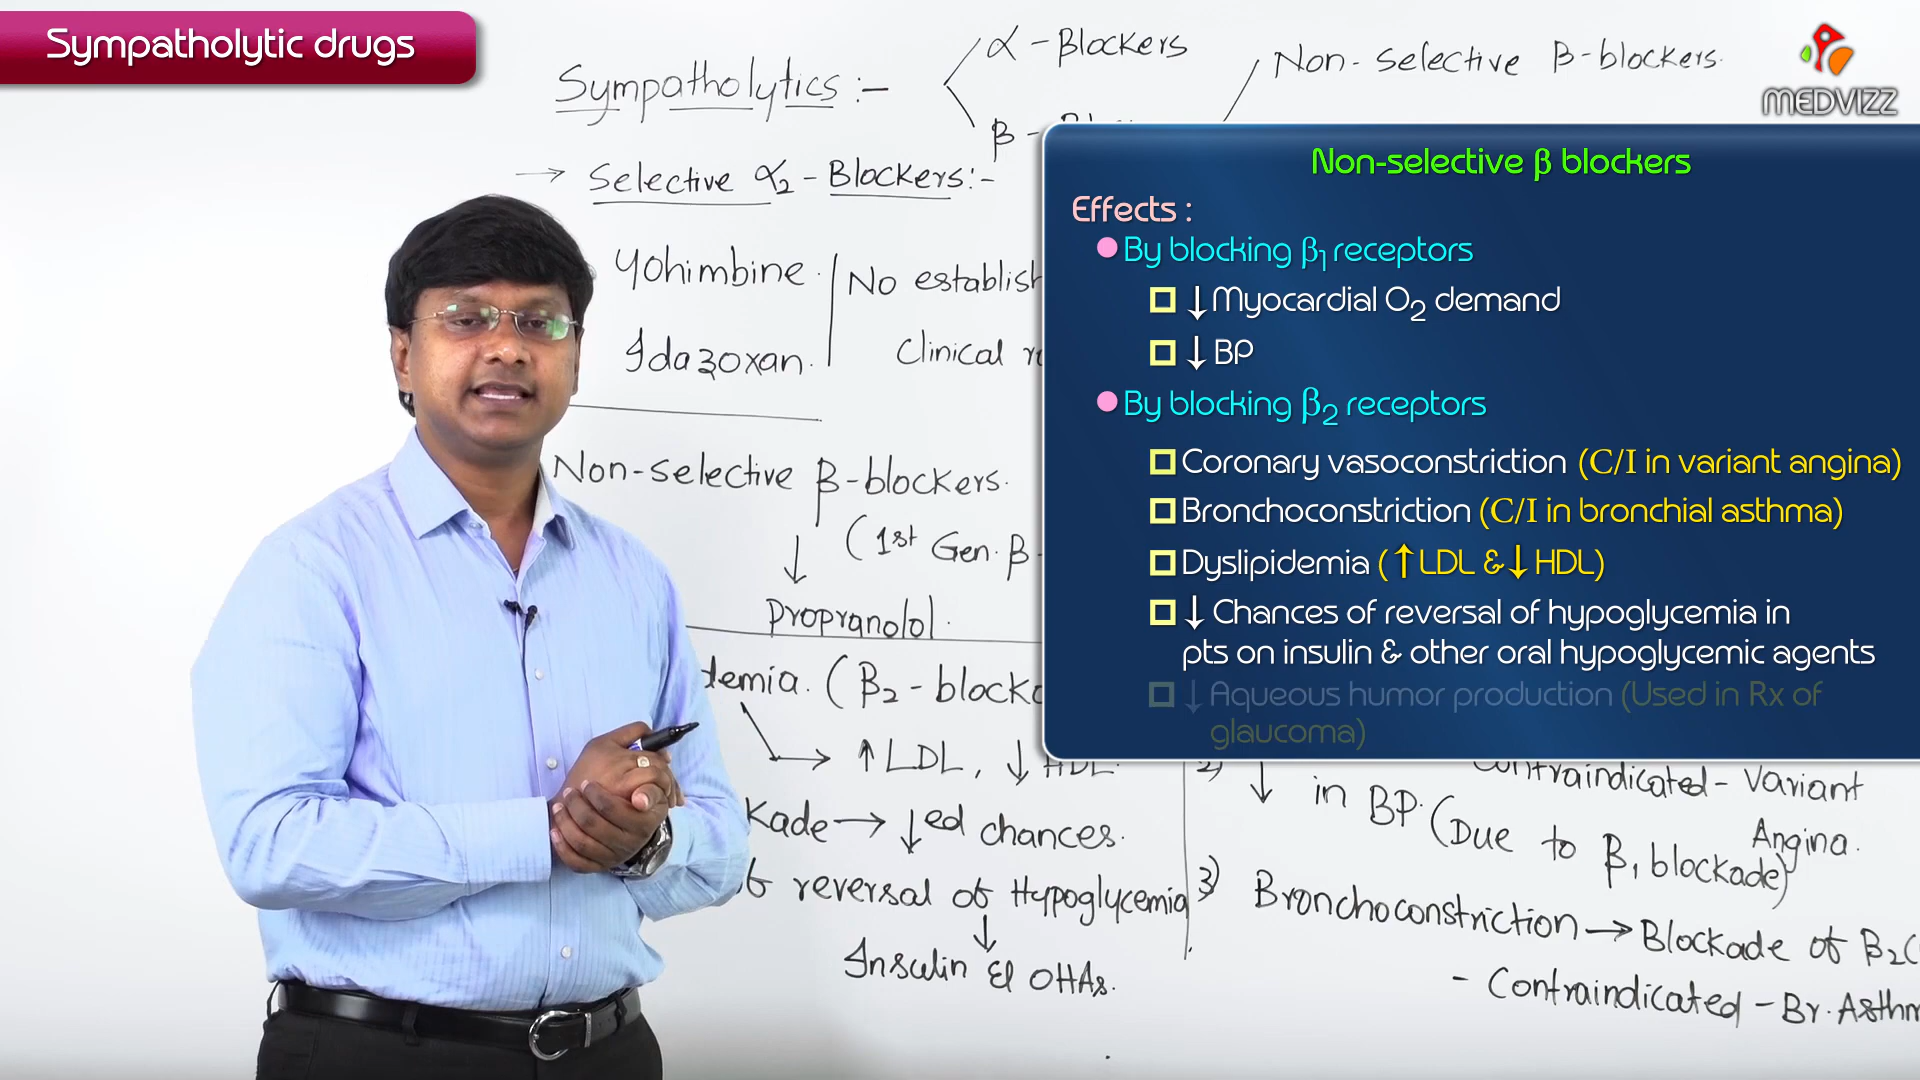 Sympatholytic drugs
MEDVIZZ
Sympatholytics :-
α - Blockers
β -
Non - Selective β - blockers.
→ Selective α2 - Blockers :-
Yohimbine.
Idazoxan.
No establish
Clinical
Non-selective β-blockers.
(1st Gen. β -
↓
Propranolol.
demia. (β2 - blocka
→ ↑ LDL, ↓ HDL.
kade → ↓ed chances.
of reversal of Hypoglycemia
↓
Insulin & OHAs.
Non-selective β blockers
Effects :
By blocking β1 receptors
↓ Myocardial O2 demand
↓ BP
By blocking β2 receptors
Coronary vasoconstriction (C/I in variant angina)
Bronchoconstriction (C/I in bronchial asthma)
Dyslipidemia (↑ LDL & ↓ HDL)
↓ Chances of reversal of hypoglycemia in
pts on insulin & other oral hypoglycemic agents
↓ Aqueous humor production (Used in Rx of
glaucoma)
Contraindicated - Variant
Angina.
2) ↓ in BP. (Due to β1 blockade)
3) Bronchoconstriction → Blockade of β2 (
- Contraindicated - Br. Asthm